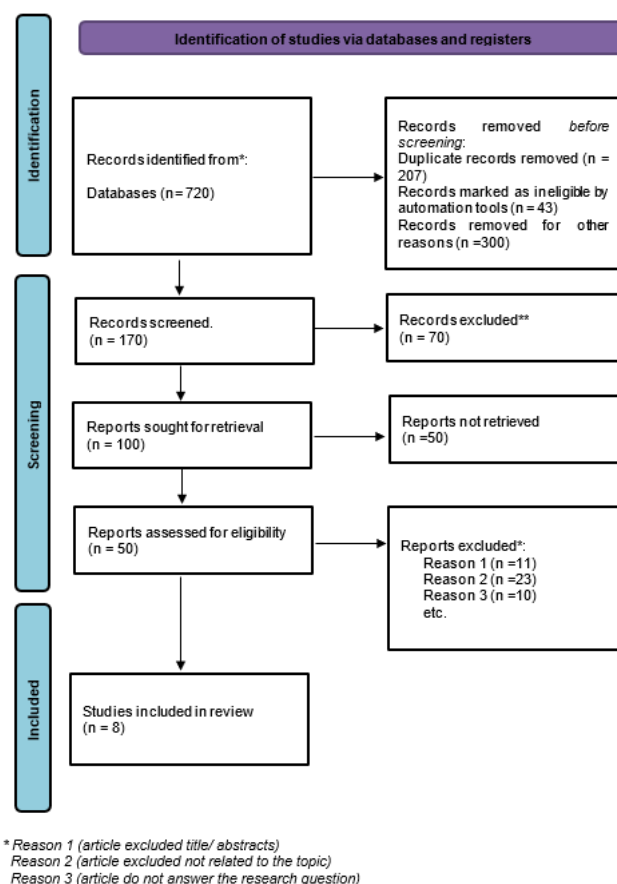 Identification of studies via databases and registers
Identification
Records identified from*:
Databases (n = 720)
Records removed before
screening:
Duplicate records removed (n =
207)
Records marked as ineligible by
automation tools (n = 43)
Records removed for other
reasons (n =300)
Screening
Records screened.
(n = 170)
Records excluded**
(n = 70)
Reports sought for retrieval
(n = 100)
Reports not retrieved
(n =50)
Reports assessed for eligibility
(n = 50)
Reports excluded*:
Reason 1 (n =11)
Reason 2 (n =23)
Reason 3 (n =10)
etc.
Included
Studies included in review
(n = 8)
* Reason 1 (article excluded title/ abstracts)
Reason 2 (article excluded not related to the topic)
Reason 3 (article do not answer the research question)